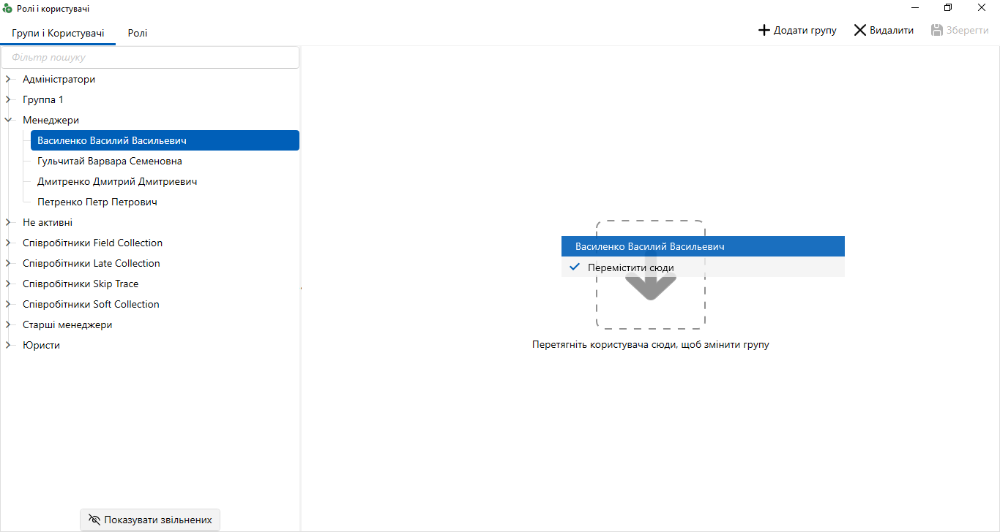 Ролі і користувачі
Групи і Користувачі
Ролі
Додати групу
Видалити
Зберегти
Фільтр пошуку
Адміністратори
Группа 1
Менеджери
Василенко Василий Васильевич
Гульчитай Варвара Семеновна
Дмитренко Дмитрий Дмитриевич
Петренко Петр Петрович
Не активні
Співробітники Field Collection
Співробітники Late Collection
Співробітники Skip Trace
Співробітники Soft Collection
Старші менеджери
Юристи
Показувати звільнених
Василенко Василий Васильевич
Перемістити сюди
Перетягніть користувача сюди, щоб змінити групу